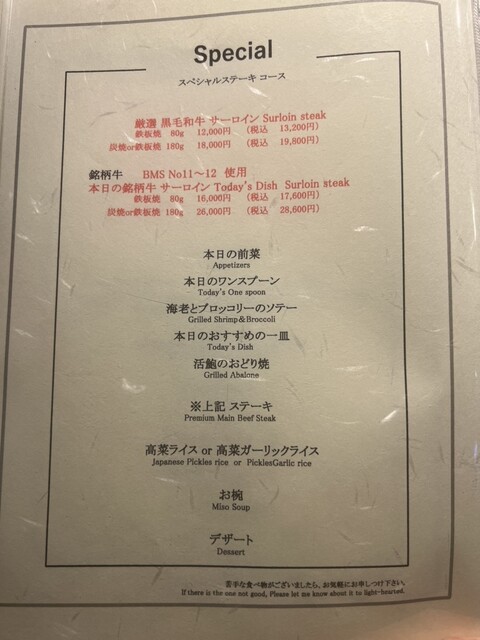 Special
スペシャルステーキ コース
厳選 黒毛和牛 サーロイン Surloin steak
鉄板焼 80g 12,000円 (税込 13,200円)
炭焼or鉄板焼 180g 18,000円 (税込 19,800円)
銘柄牛 BMS No11～12 使用
本日の銘柄牛 サーロイン Today's Dish Surloin steak
鉄板焼 80g 16,000円 (税込 17,600円)
炭焼or鉄板焼 180g 26,000円 (税込 28,600円)
本日の前菜
Appetizers
本日のワンスプーン
Today's One spoon
海老とブロッコリーのソテー
Grilled Shrimp&Broccoli
本日のおすすめの一皿
Today's Dish
活鮑のおどり焼
Grilled Abalone
※上記 ステーキ
Premium Main Beef Steak
高菜ライス or 高菜ガーリックライス
Japanese Pickles rice or PicklesGarlic rice
お椀
Miso Soup
デザート
Dessert
苦手な食べ物がございましたら、お気軽にお申しつけ下さい。
If there is the one not good, Please let me know about it to light-hearted.